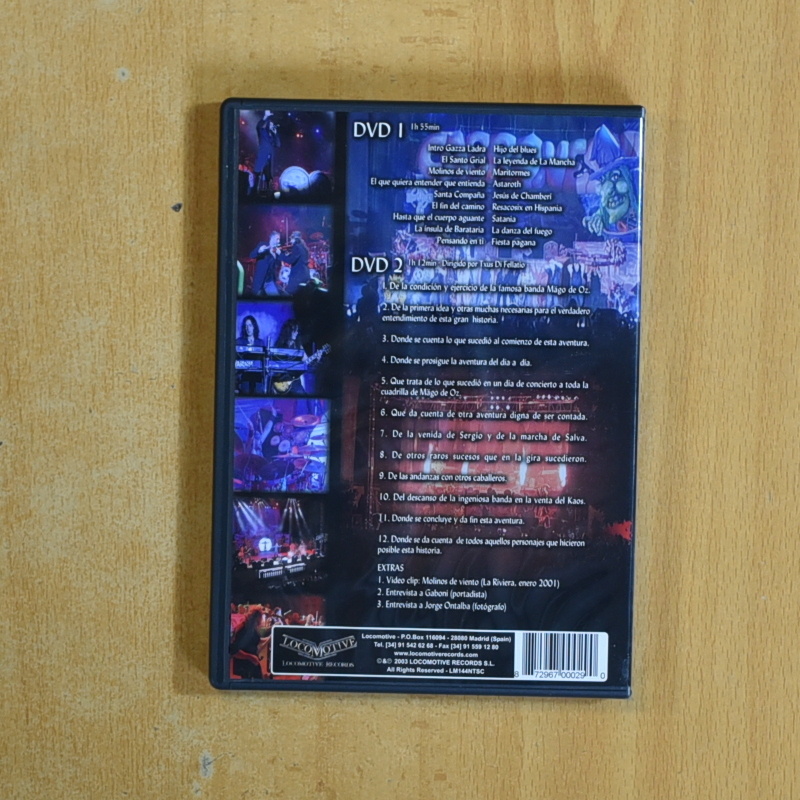 DVD 1 1h 55min
Intro Gazza Ladra Hijo del blues
El Santo Grial La leyenda de La Mancha
Molinos de viento Maritormes
El que quiera entender que entienda Astaroth
Santa Compaña Jesús de Chamberí
El fin del camino Resacosix en Hispania
Hasta que el cuerpo aguante Satania
La ínsula de Barataria La danza del fuego
Pensando en ti Fiesta pagana
DVD 2 1h 12min - Dirigido por Txus Di Fellatio
1. De la condición y ejercicio de la famosa banda Mägo de Oz.
2. De la primera idea y otras muchas necesarias para el verdadero
entendimiento de esta gran historia.
3. Donde se cuenta lo que sucedió al comienzo de esta aventura.
4. Donde se prosigue la aventura del dia a día.
5. Que trata de lo que sucedió en un dia de concierto a toda la
cuadrilla de Mägo de Oz.
6. Que da cuenta de otra aventura digna de ser contada.
7. De la venida de Sergio y de la marcha de Salva.
8. De otros raros sucesos que en la gira sucedieron.
9. De las andanzas con otros caballeros.
10. Del descanso de la ingeniosa banda en la venta del Kaos.
11. Donde se concluye y da fin esta aventura.
12. Donde se da cuenta de todos aquellos personajes que hicieron
posible esta historia.
EXTRAS
1. Video clip: Molinos de viento (La Riviera, enero 2001)
2. Entrevista a Gaboni (portadista)
3. Entrevista a Jorge Ontalba (fotógrafo)
LOCOMOTIVE
LOCOMOTIVE RECORDS
Locomotive - P.O.Box 116094 - 28080 Madrid (Spain)
Tel. [34] 91 542 62 68 - Fax [34] 91 559 12 80
www.locomotiverecords.com
©&℗ 2003 LOCOMOTIVE RECORDS S.L.
All Rights Reserved - LM144NTSC
8 72967 00029 0